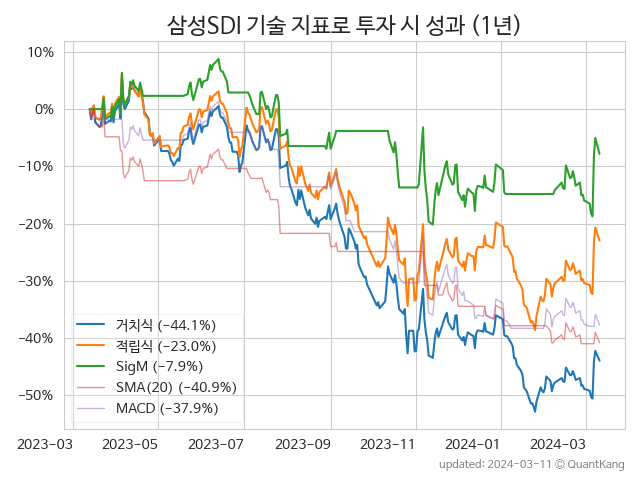 삼성SDI 기술 지표로 투자 시 성과 (1년)
10%
0%
−10%
−20%
−30%
−40%
−50%
거치식 (−44.1%)
적립식 (−23.0%)
SigM (−7.9%)
SMA(20) (−40.9%)
MACD (−37.9%)
2023-03 2023-05 2023-07 2023-09 2023-11 2024-01 2024-03
updated: 2024-03-11 © QuantKang